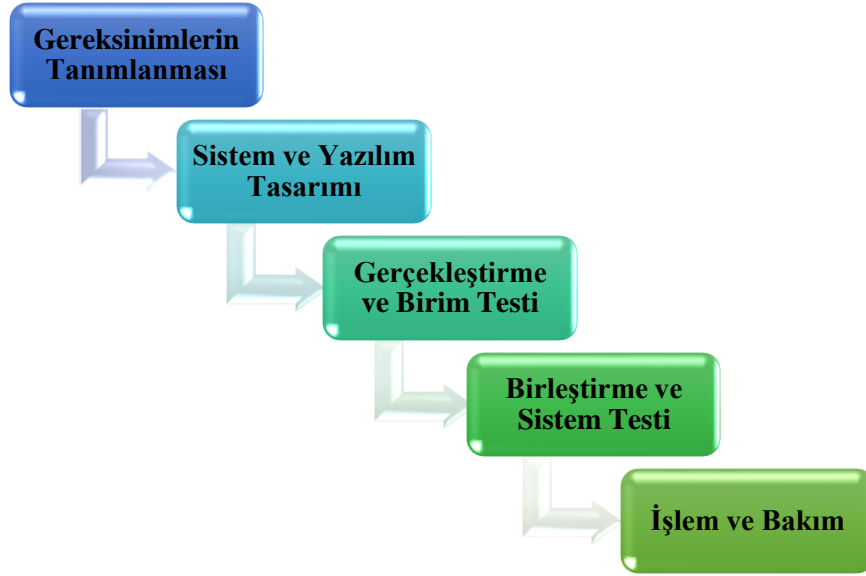 Gereksinimlerin
Tanımlanması
Sistem ve Yazılım
Tasarımı
Gerçekleştirme
ve Birim Testi
Birleştirme ve
Sistem Testi
İşlem ve Bakım